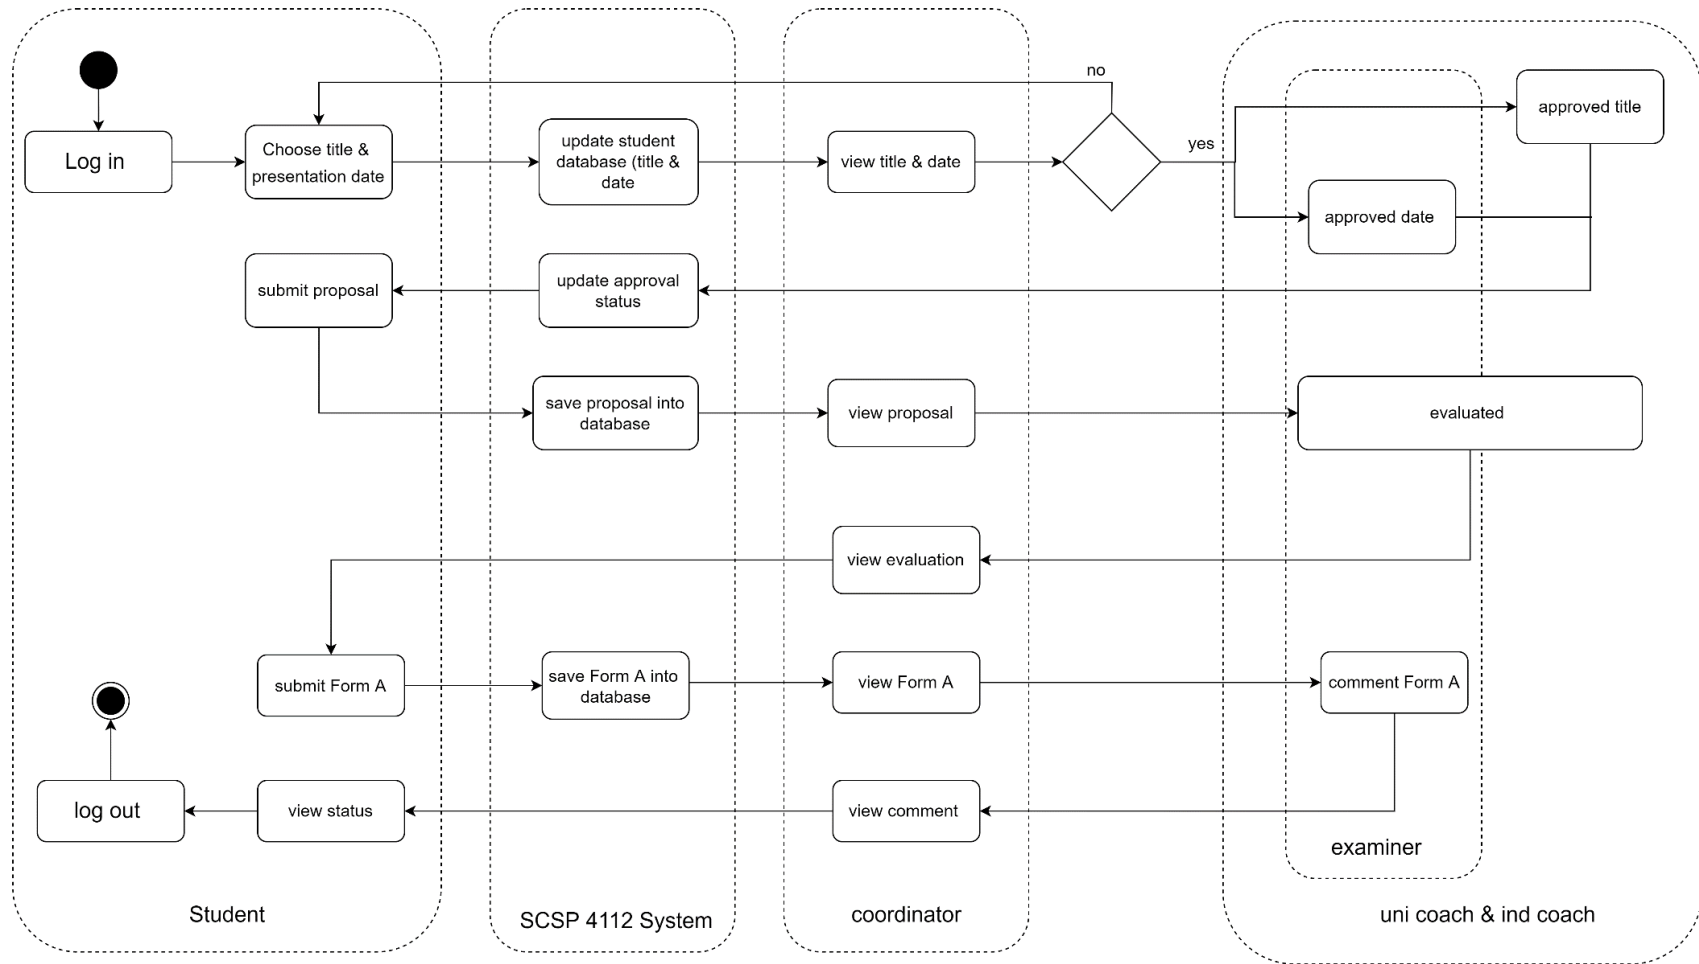 no
Log in
Choose title &
presentation date
update student
database (title &
date
view title & date
yes
approved title
approved date
submit proposal
update approval
status
save proposal into
database
view proposal
evaluated
view evaluation
submit Form A
save Form A into
database
view Form A
comment Form A
log out
view status
view comment
examiner
Student
SCSP 4112 System
coordinator
uni coach & ind coach